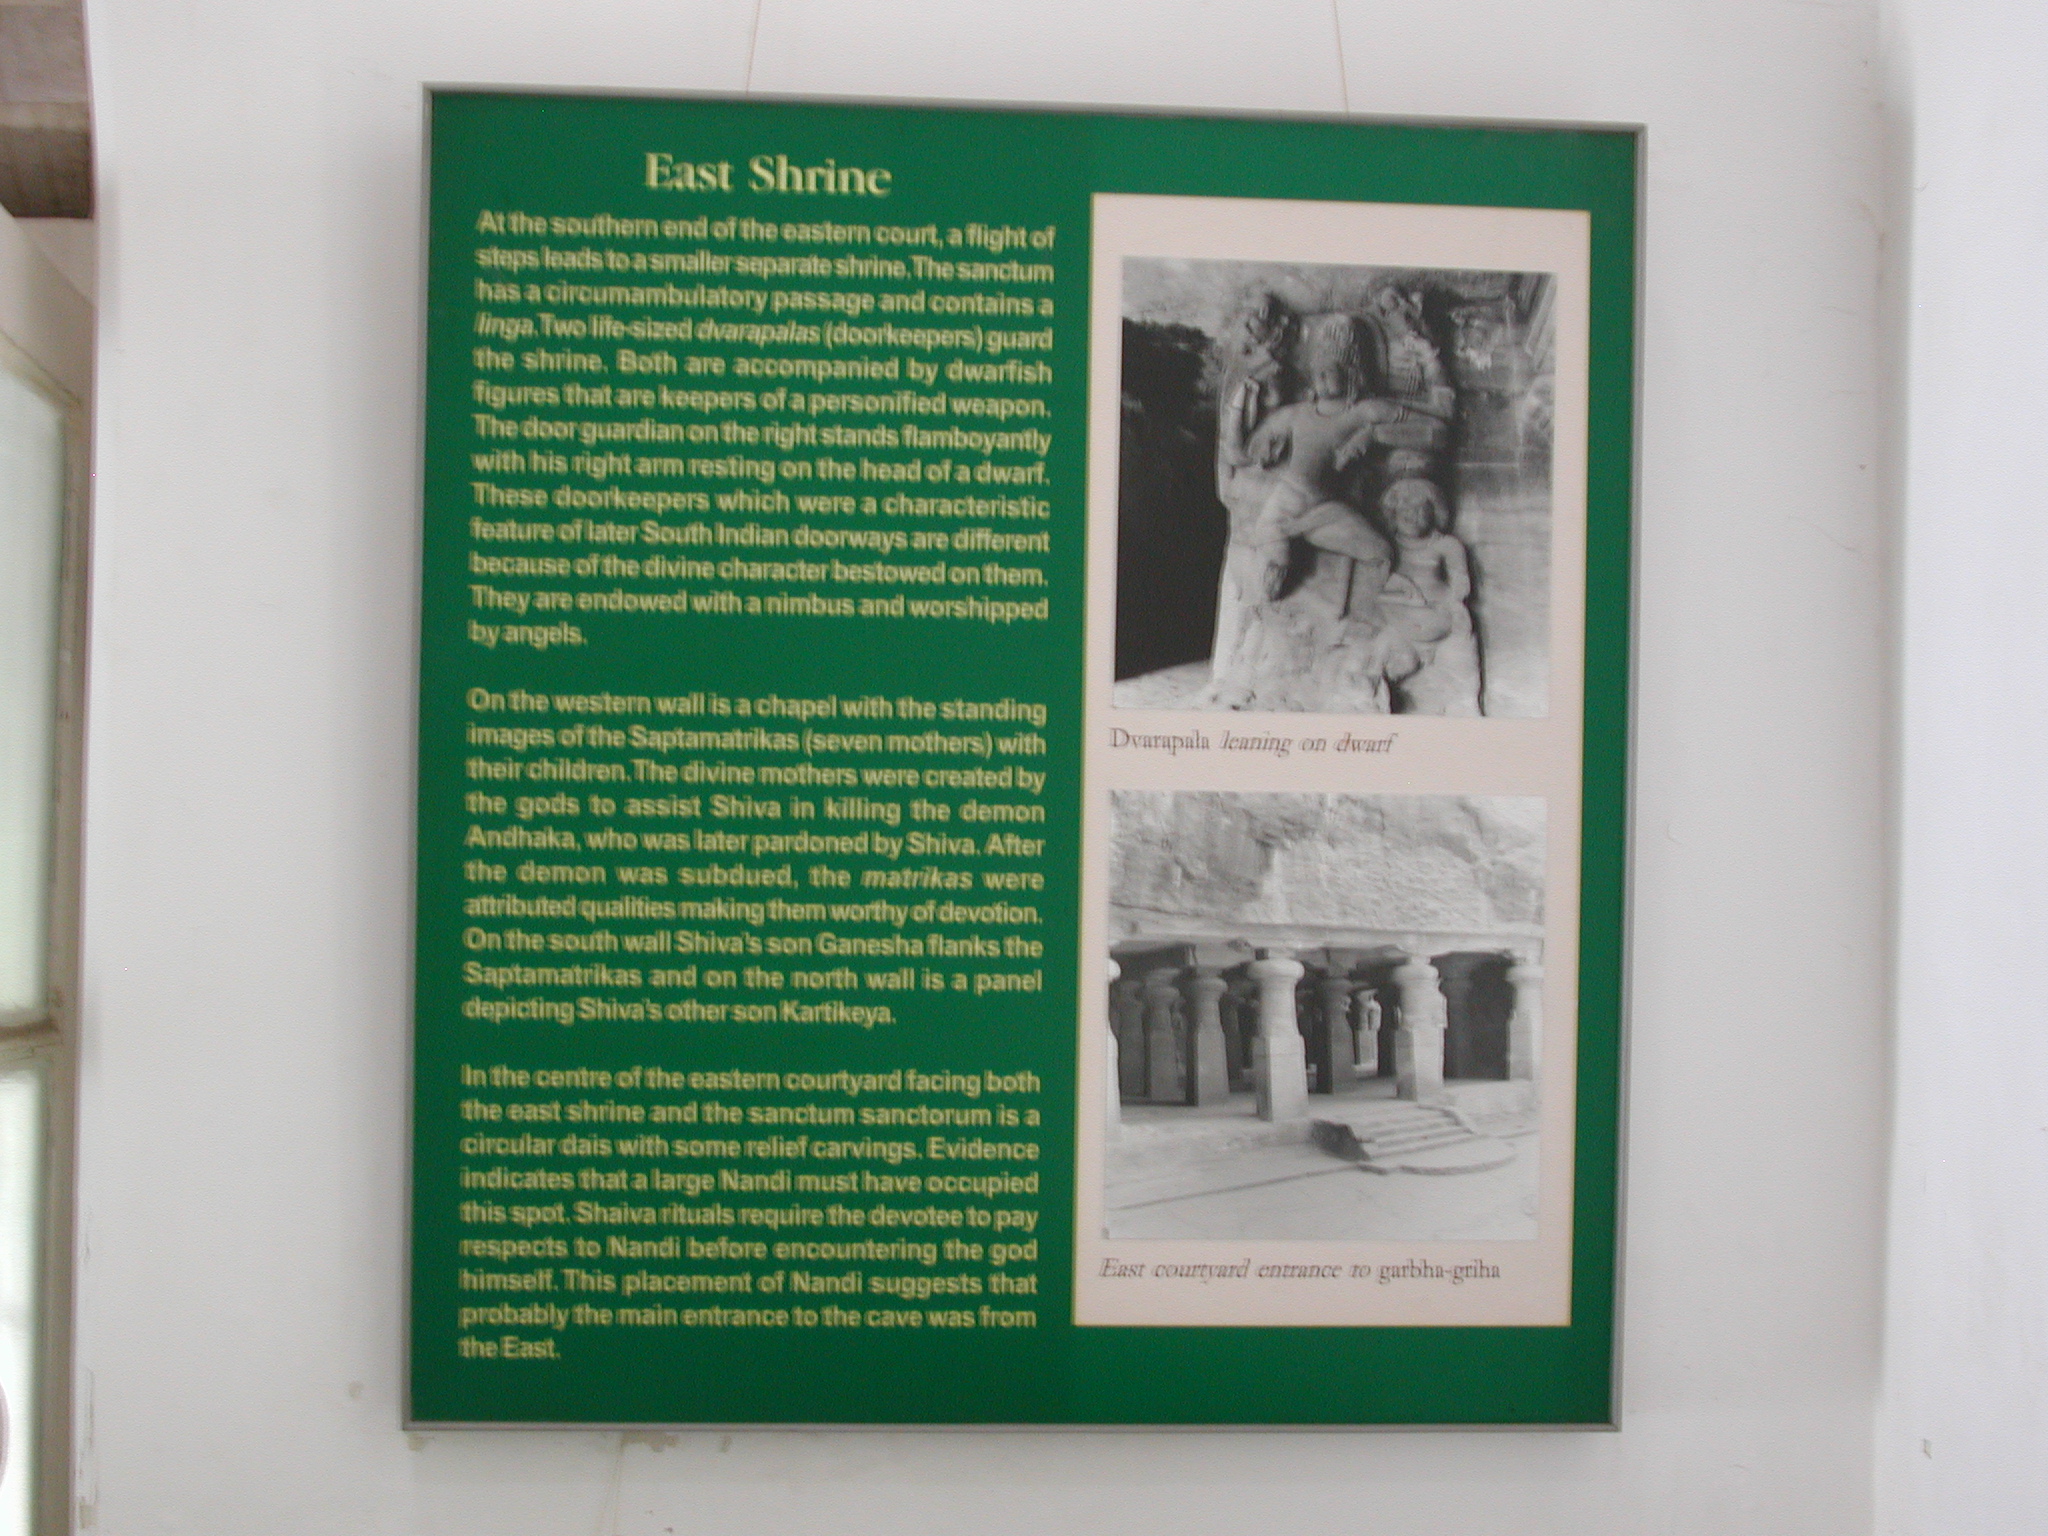 East Shrine
At the southern end of the eastern court, a flight of
steps leads to a smaller separate shrine. The sanctum
has a circumambulatory passage and contains a
linga. Two life-sized dvarapalas (doorkeepers) guard
the shrine. Both are accompanied by dwarfish
figures that are keepers of a personified weapon.
The door guardian on the right stands flamboyantly
with his right arm resting on the head of a dwarf.
These doorkeepers which were a characteristic
feature of later South Indian doorways are different
because of the divine character bestowed on them.
They are endowed with a nimbus and worshipped
by angels.
On the western wall is a chapel with the standing
images of the Saptamatrikas (seven mothers) with
their children. The divine mothers were created by
the gods to assist Shiva in killing the demon
Andhaka, who was later pardoned by Shiva. After
the demon was subdued, the matrikas were
attributed qualities making them worthy of devotion.
On the south wall Shiva's son Ganesha flanks the
Saptamatrikas and on the north wall is a panel
depicting Shiva's other son Kartikeya.
In the centre of the eastern courtyard facing both
the east shrine and the sanctum sanctorum is a
circular dais with some relief carvings. Evidence
indicates that a large Nandi must have occupied
this spot. Shaiva rituals require the devotee to pay
respects to Nandi before encountering the god
himself. This placement of Nandi suggests that
probably the main entrance to the cave was from
the East.
Dvarapala leaning on dwarf
East courtyard entrance to garbha-griha